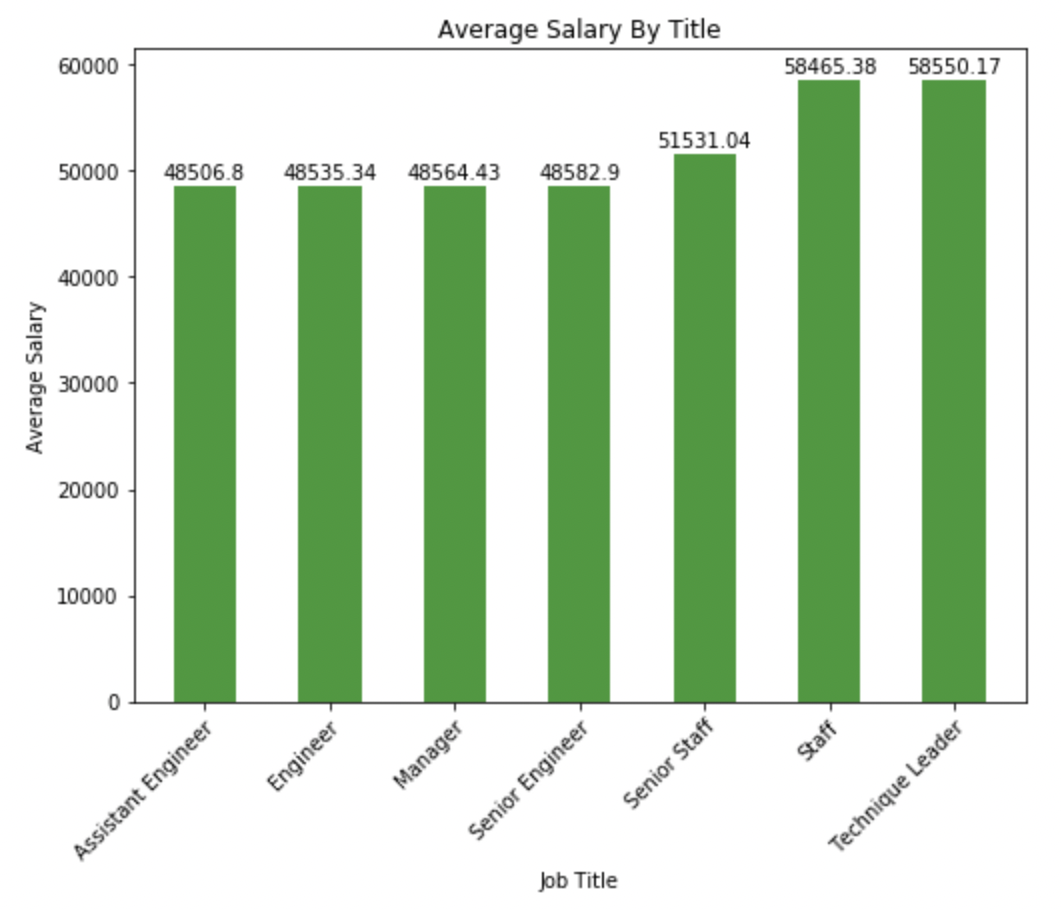 Average Salary By Title
60000
50000
40000
30000
20000
10000
0
Average Salary
48506.8
48535.34
48564.43
48582.9
51531.04
58465.38
58550.17
Assistant Engineer
Engineer
Manager
Senior Engineer
Senior Staff
Staff
Technique Leader
Job Title